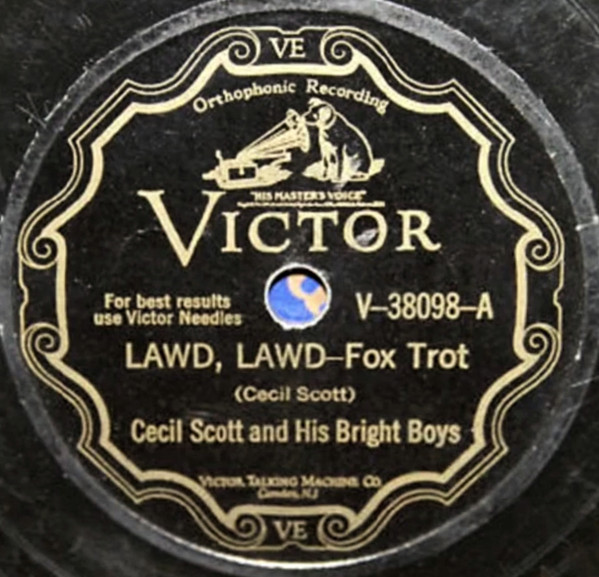 VE
Orthophonic Recording
"HIS MASTER'S VOICE"
VICTOR
For best results
use Victor Needles
V-38098-A
LAWD, LAWD-Fox Trot
(Cecil Scott)
Cecil Scott and His Bright Boys
VICTOR TALKING MACHINE CO.
Camden, N.J.
VE